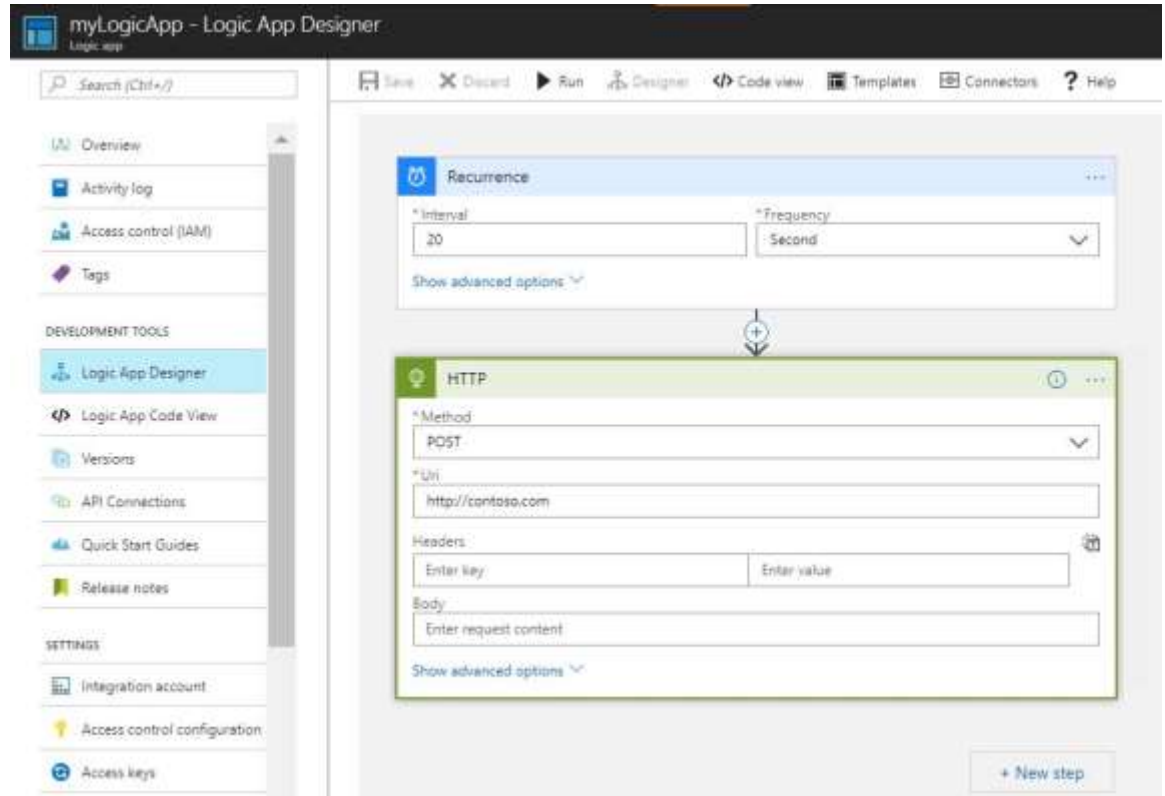 myLogicApp - Logic App Designer
Logic app
Search (Ctrl+/)
Save Discard Run Designer </> Code view Templates Connectors ? Help
Overview
Activity log
Access control (IAM)
Tags
DEVELOPMENT TOOLS
Logic App Designer
</> Logic App Code View
Versions
API Connections
Quick Start Guides
Release notes
SETTINGS
Integration account
Access control configuration
Access keys
Recurrence ...
* Interval
20
* Frequency
Second
Show advanced options
HTTP ...
* Method
POST
* Uri
http://contoso.com
Headers
Enter key
Enter value
Body
Enter request content
Show advanced options
+ New step